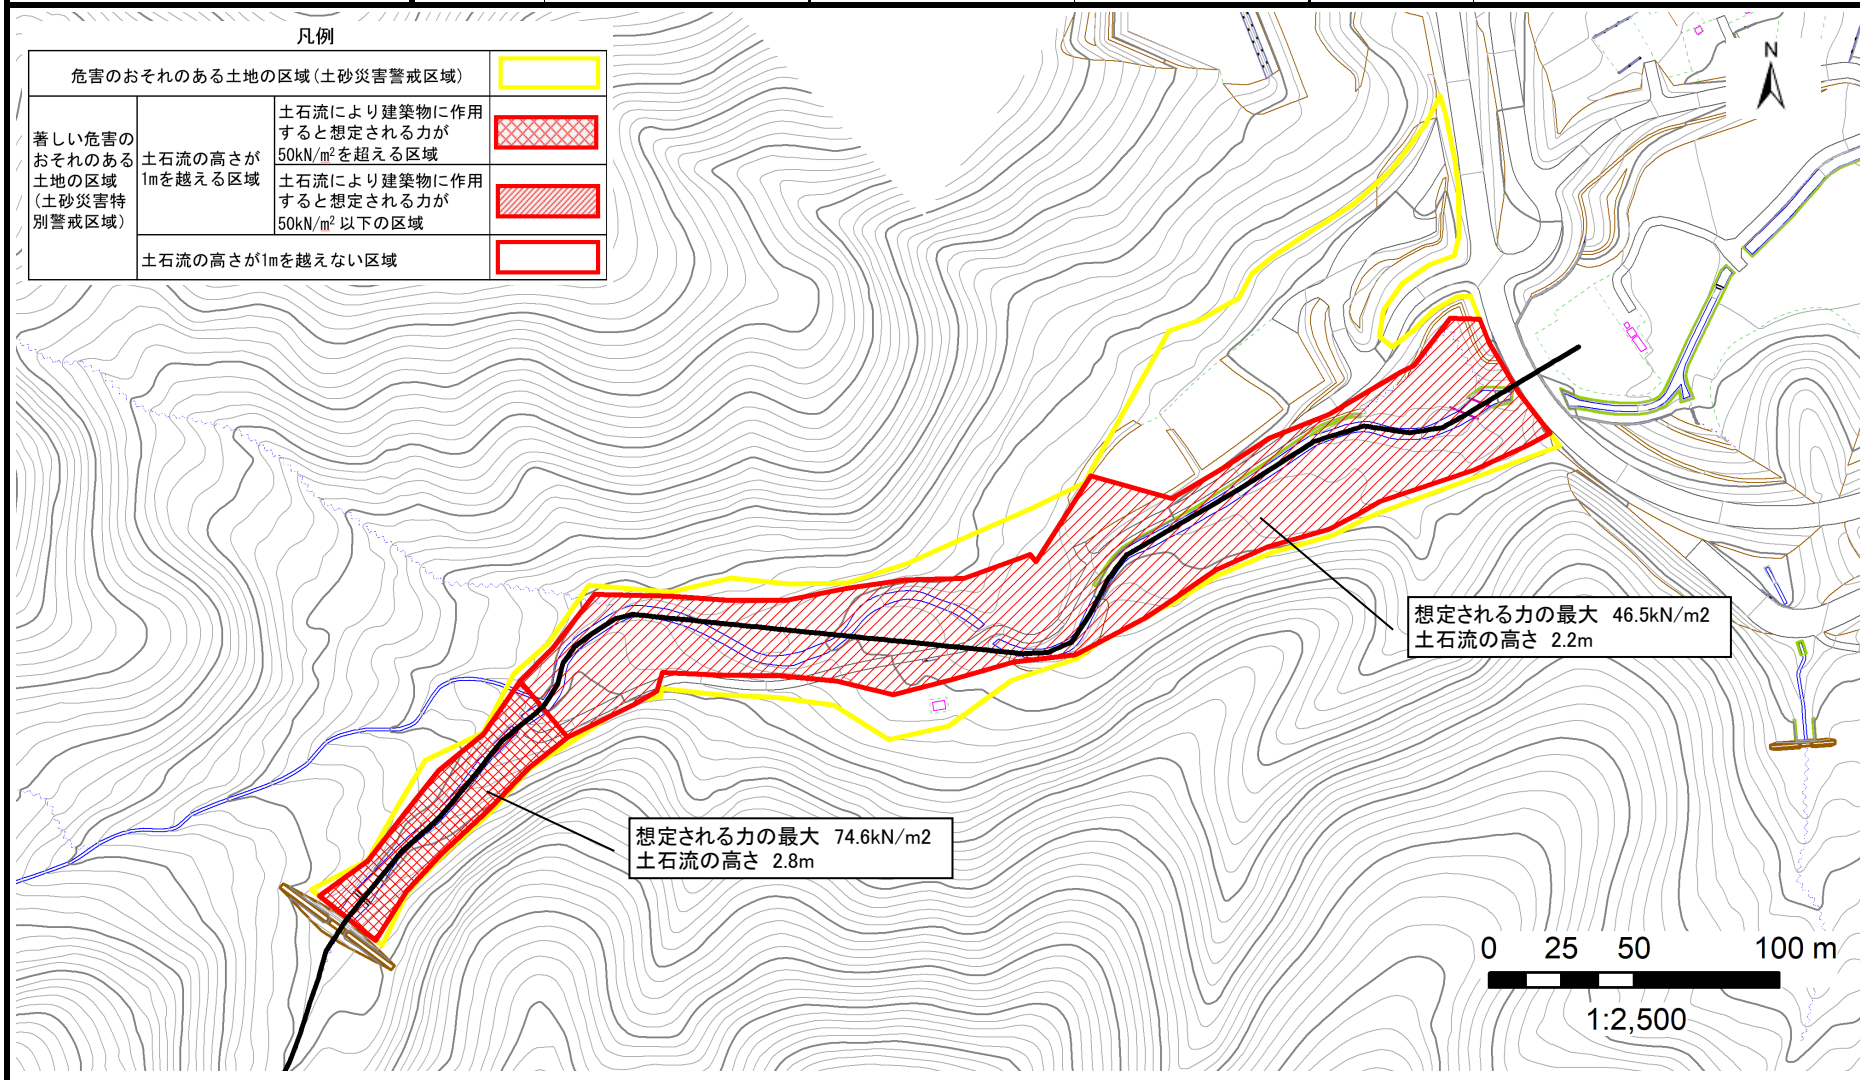 凡例
危害のおそれのある土地の区域(土砂災害警戒区域)
著しい危害の
おそれのある
土地の区域
(土砂災害特
別警戒区域)
土石流の高さが
1mを越える区域
土石流により建築物に作用
すると想定される力が
50kN/m²を超える区域
土石流により建築物に作用
すると想定される力が
50kN/m² 以下の区域
土石流の高さが1mを越えない区域
N
想定される力の最大 46.5kN/m2
土石流の高さ 2.2m
想定される力の最大 74.6kN/m2
土石流の高さ 2.8m
0 25 50 100 m
1:2,500